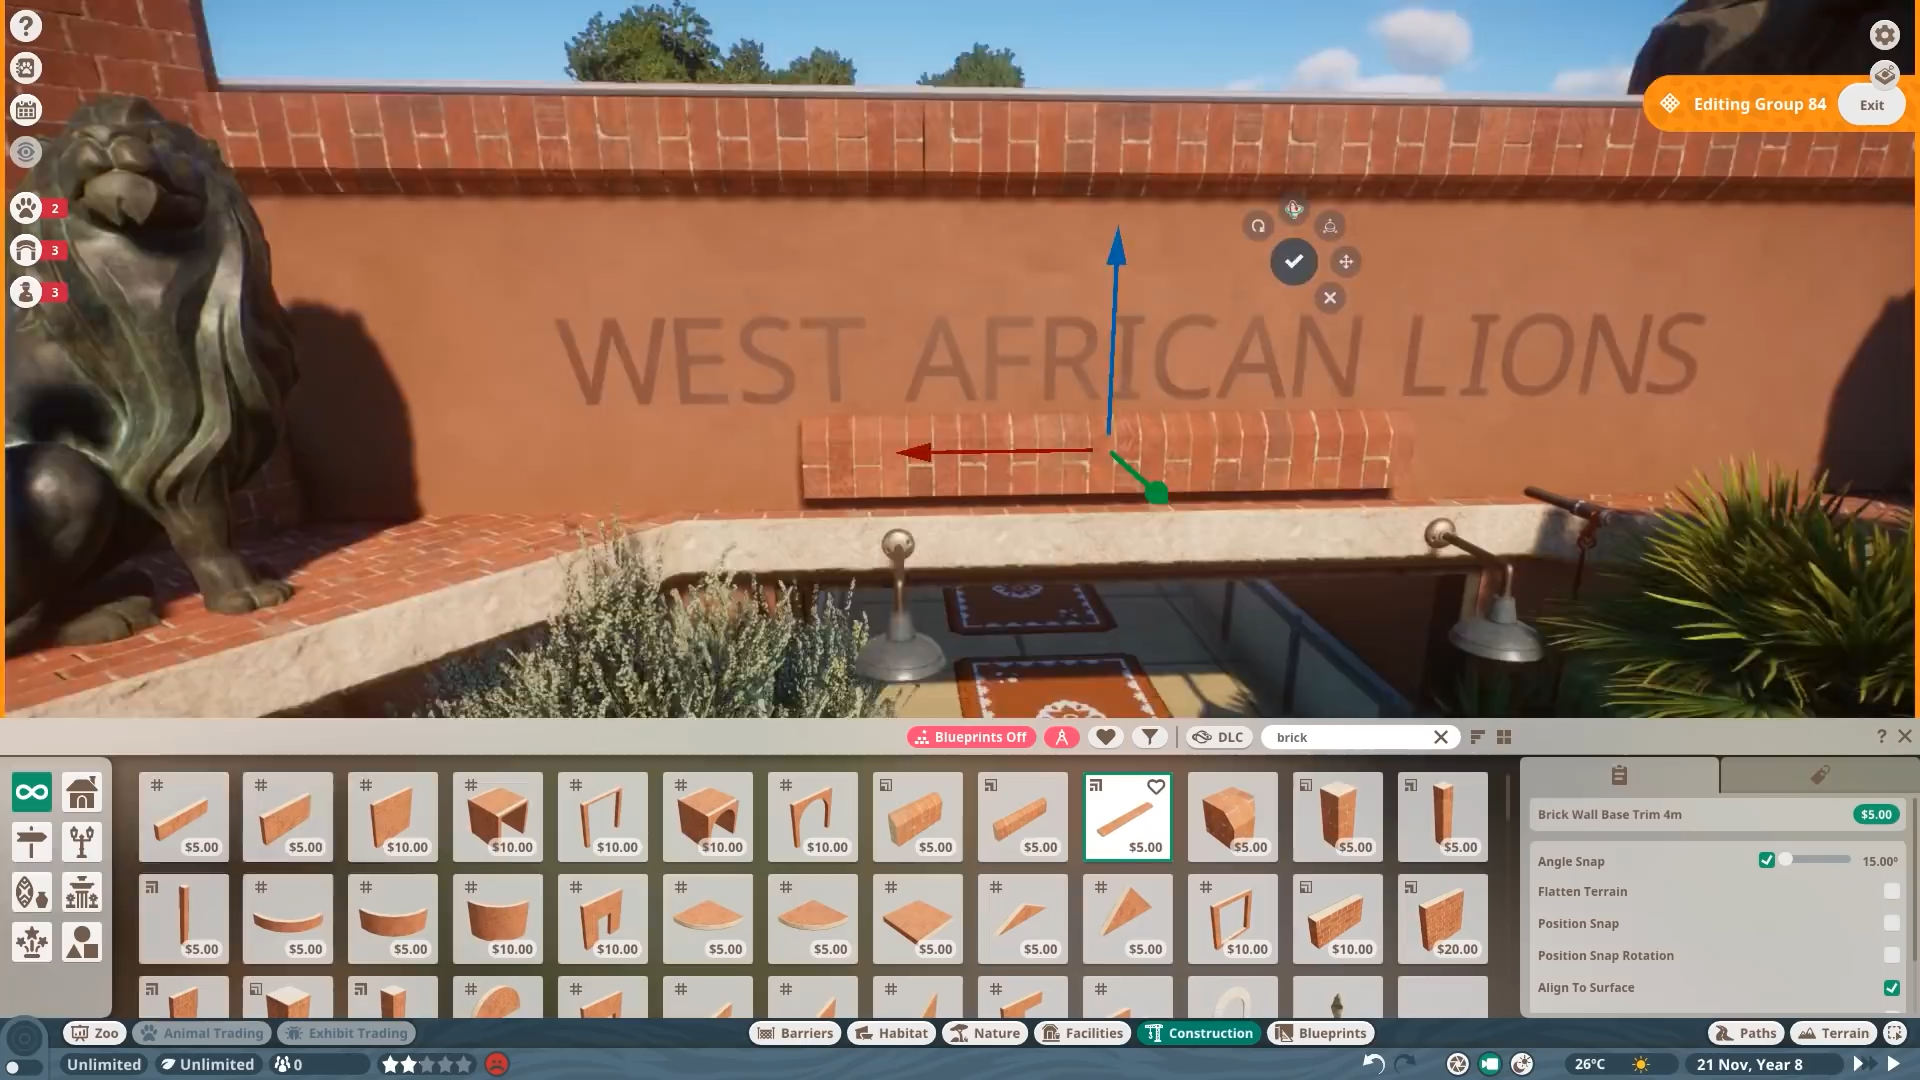 ?
Editing Group 84
Exit
2
3
3
WEST AFRICAN LIONS
Blueprints Off
DLC
brick
?
$5.00
$5.00
$10.00
$10.00
$10.00
$10.00
$10.00
$5.00
$5.00
$5.00
$5.00
$5.00
$5.00
Brick Wall Base Trim 4m
$5.00
Angle Snap
15.00°
$5.00
$5.00
$5.00
$10.00
$10.00
$5.00
$5.00
$5.00
$5.00
$5.00
$10.00
$10.00
$20.00
Flatten Terrain
Position Snap
Position Snap Rotation
Align To Surface
Zoo
Animal Trading
Exhibit Trading
Barriers
Habitat
Nature
Facilities
Construction
Blueprints
Paths
Terrain
Unlimited
Unlimited
0
26°C
21 Nov, Year 8